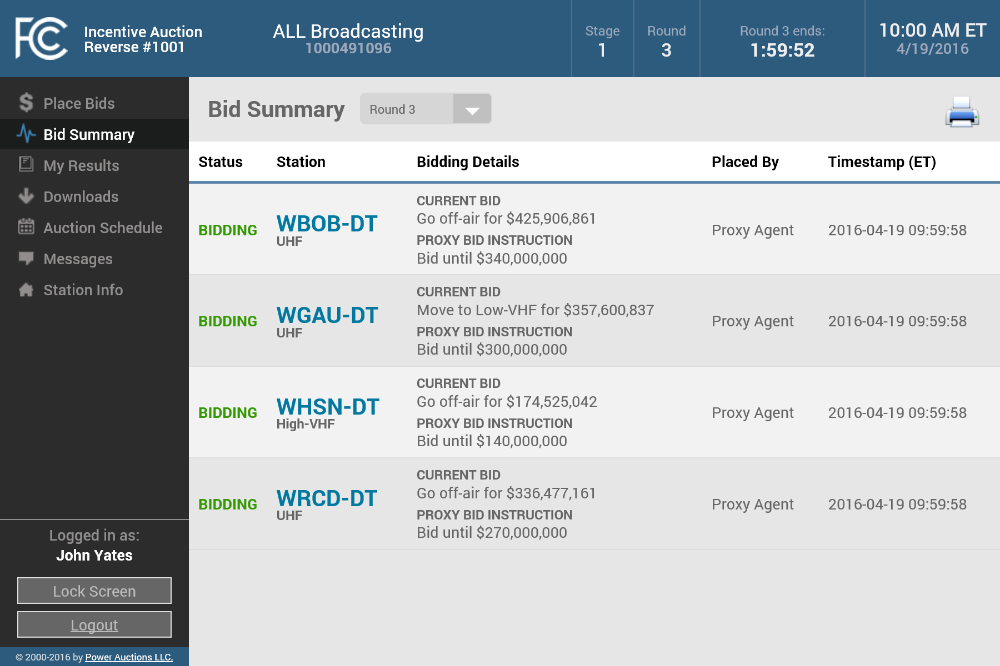 FCC
Incentive Auction
Reverse #1001
ALL Broadcasting
1000491096
Stage
1
Round
3
Round 3 ends:
1:59:52
10:00 AM ET
4/19/2016
Place Bids
Bid Summary
My Results
Downloads
Auction Schedule
Messages
Station Info
Logged in as:
John Yates
Lock Screen
Logout
© 2000-2016 by Power Auctions LLC.
Bid Summary
Round 3
Status Station Bidding Details Placed By Timestamp (ET)
BIDDING
WBOB-DT
UHF
CURRENT BID
Go off-air for $425,906,861
PROXY BID INSTRUCTION
Bid until $340,000,000
Proxy Agent
2016-04-19 09:59:58
BIDDING
WGAU-DT
UHF
CURRENT BID
Move to Low-VHF for $357,600,837
PROXY BID INSTRUCTION
Bid until $300,000,000
Proxy Agent
2016-04-19 09:59:58
BIDDING
WHSN-DT
High-VHF
CURRENT BID
Go off-air for $174,525,042
PROXY BID INSTRUCTION
Bid until $140,000,000
Proxy Agent
2016-04-19 09:59:58
BIDDING
WRCD-DT
UHF
CURRENT BID
Go off-air for $336,477,161
PROXY BID INSTRUCTION
Bid until $270,000,000
Proxy Agent
2016-04-19 09:59:58